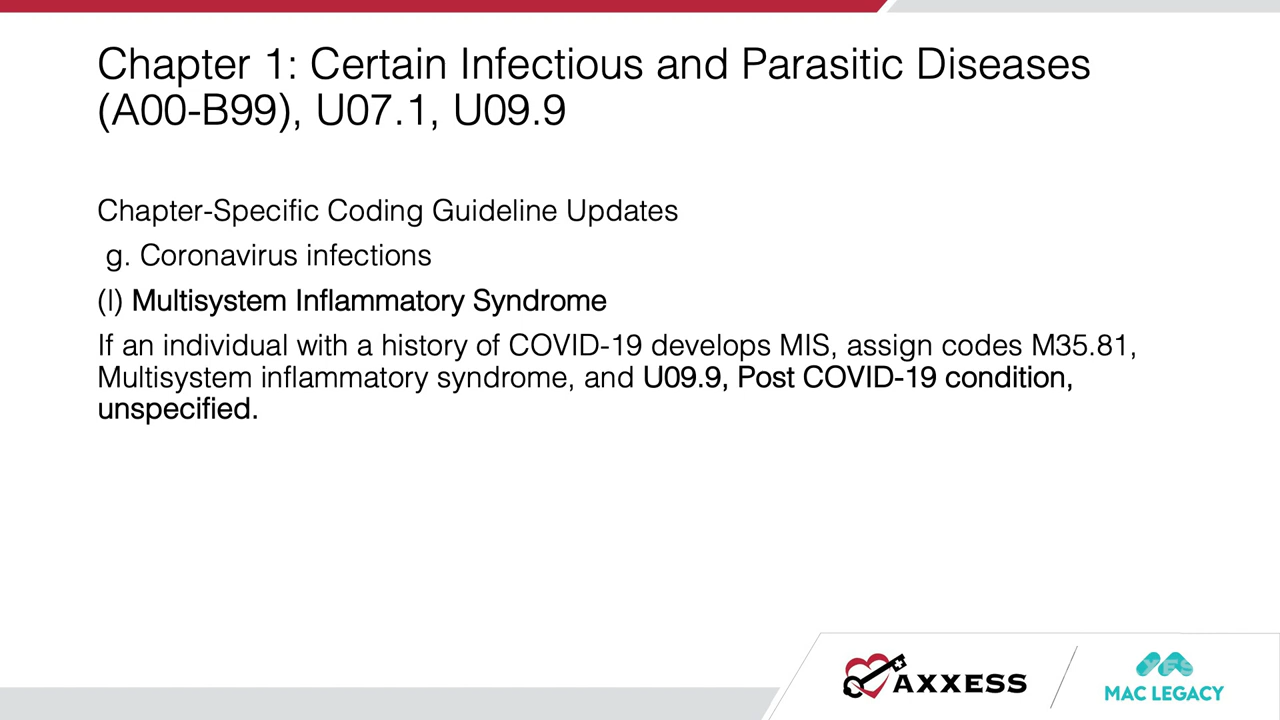 Chapter 1: Certain Infectious and Parasitic Diseases
(A00-B99), U07.1, U09.9
Chapter-Specific Coding Guideline Updates
g. Coronavirus infections
(l) Multisystem Inflammatory Syndrome
If an individual with a history of COVID-19 develops MIS, assign codes M35.81,
Multisystem inflammatory syndrome, and U09.9, Post COVID-19 condition,
unspecified.
AXXESS
MAC LEGACY